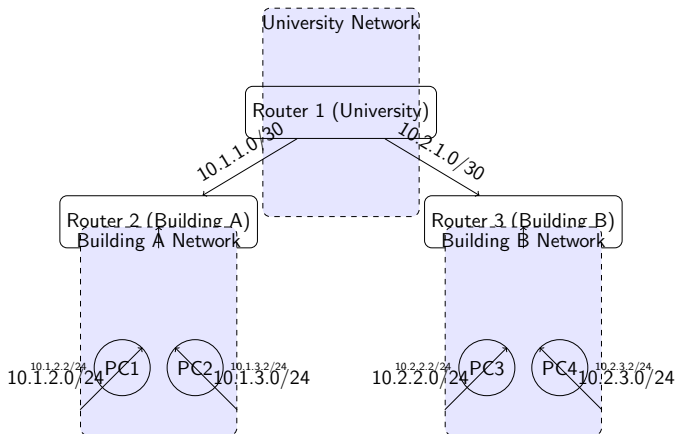 University Network
Router 1 (University)
10.1.1.0/30
10.2.1.0/30
Router 2 (Building A)
Router 3 (Building B)
Building A Network
Building B Network
10.1.2.2/24
PC1
PC2
10.1.3.2/24
10.1.2.0/24
10.1.3.0/24
10.2.2.2/24
PC3
PC4
10.2.3.2/24
10.2.2.0/24
10.2.3.0/24